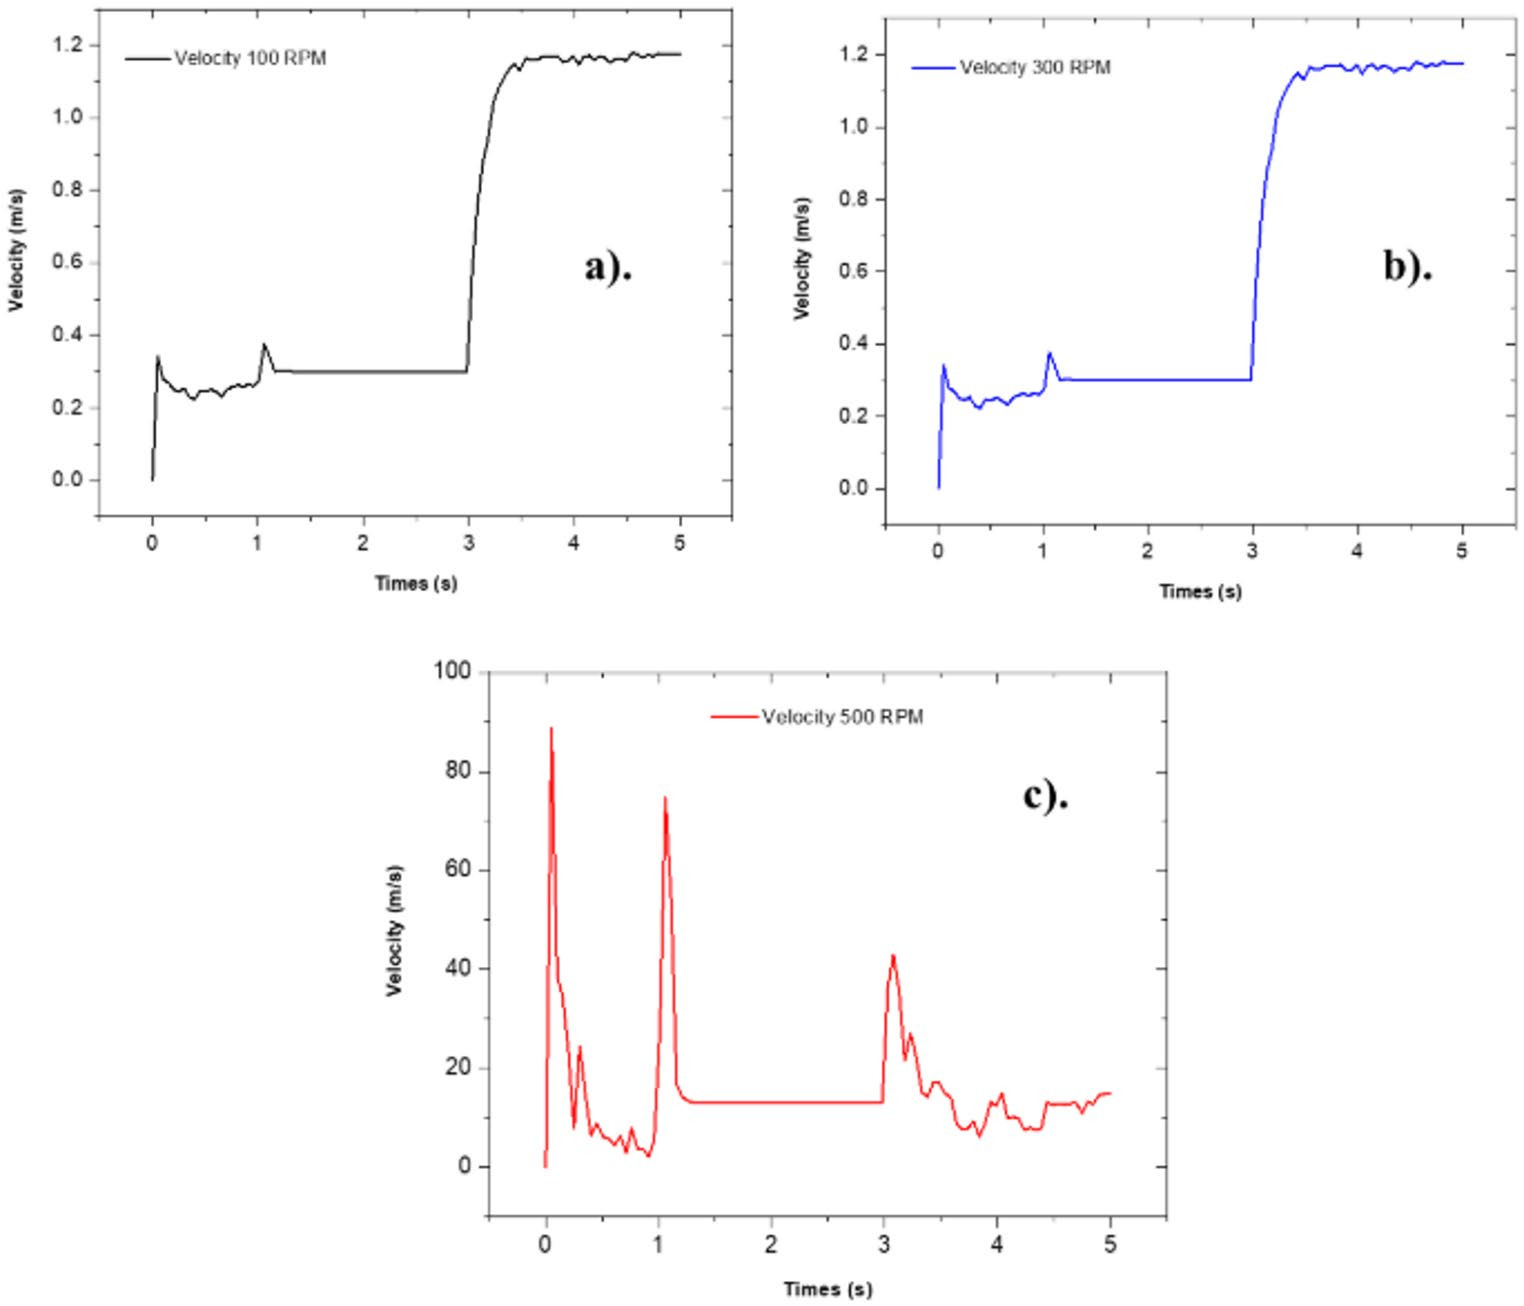 1.2
Velocity 100 RPM
1.0
0.8
0.6
0.4
0.2
0.0
Velocity (m/s)
a).
0 1 2 3 4 5
Times (s)
1.2
Velocity 300 RPM
1.0
0.8
0.6
0.4
0.2
0.0
Velocity (m/s)
b).
0 1 2 3 4 5
Times (s)
100
Velocity 500 RPM
80
60
40
20
0
Velocity (m/s)
c).
0 1 2 3 4 5
Times (s)